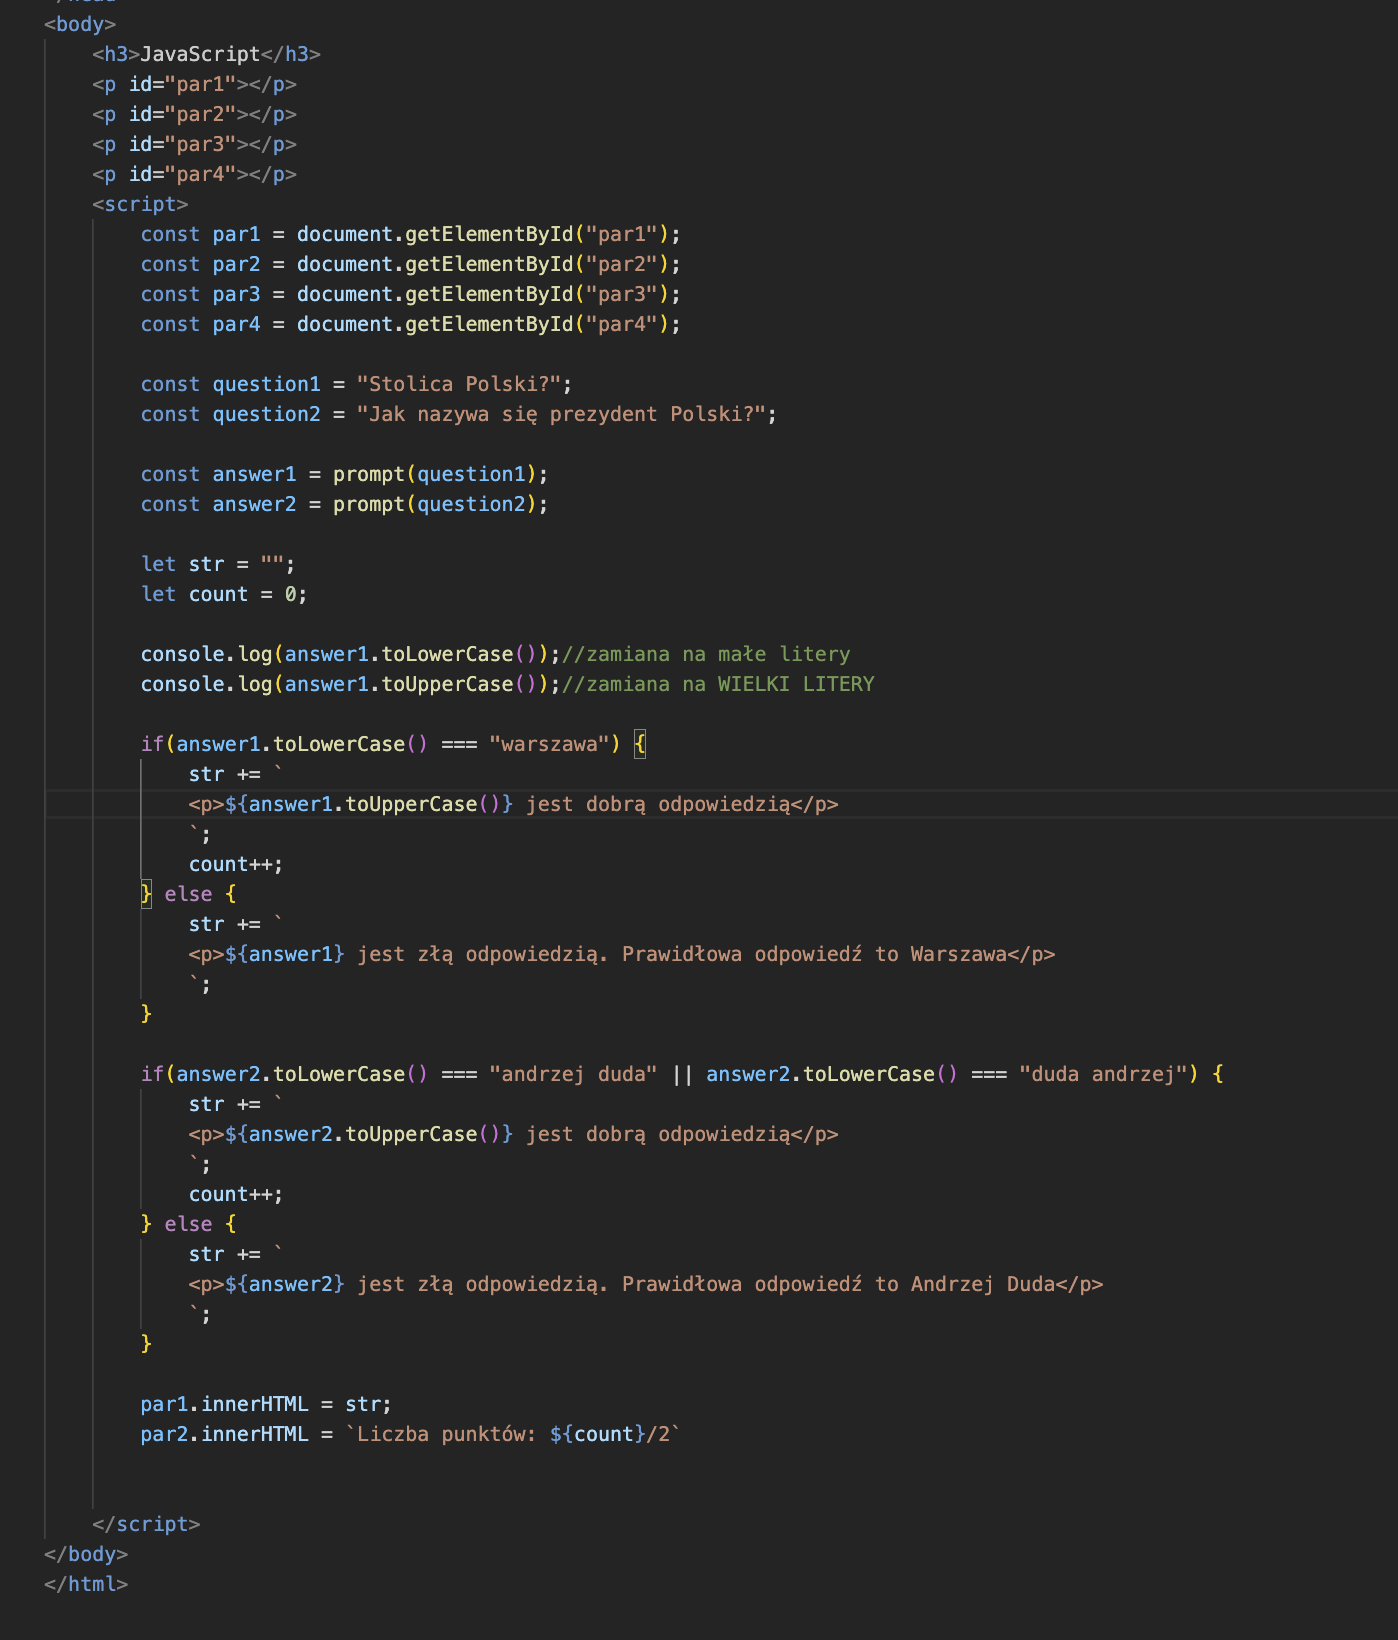 <body>
<h3>JavaScript</h3>
<p id="par1"></p>
<p id="par2"></p>
<p id="par3"></p>
<p id="par4"></p>
<script>
const par1 = document.getElementById("par1");
const par2 = document.getElementById("par2");
const par3 = document.getElementById("par3");
const par4 = document.getElementById("par4");
const question1 = "Stolica Polski?";
const question2 = "Jak nazywa się prezydent Polski?";
const answer1 = prompt(question1);
const answer2 = prompt(question2);
let str = "";
let count = 0;
console.log(answer1.toLowerCase());//zamiana na małe litery
console.log(answer1.toUpperCase());//zamiana na WIELKI LITERY
if(answer1.toLowerCase() === "warszawa") {
str += `
<p>${answer1.toUpperCase()} jest dobrą odpowiedzią</p>
`;
count++;
} else {
str += `
<p>${answer1} jest złą odpowiedzią. Prawidłowa odpowiedź to Warszawa</p>
`;
}
if(answer2.toLowerCase() === "andrzej duda" || answer2.toLowerCase() === "duda andrzej") {
str += `
<p>${answer2.toUpperCase()} jest dobrą odpowiedzią</p>
`;
count++;
} else {
str += `
<p>${answer2} jest złą odpowiedzią. Prawidłowa odpowiedź to Andrzej Duda</p>
`;
}
par1.innerHTML = str;
par2.innerHTML = `Liczba punktów: ${count}/2`
</script>
</body>
</html>